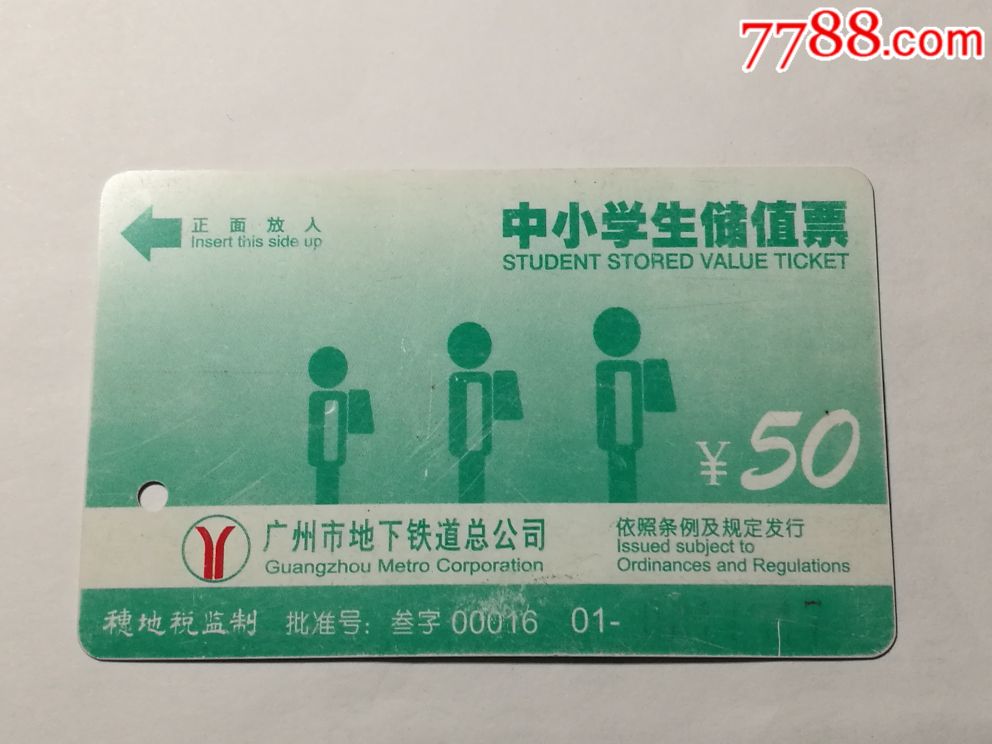 7788.com
正面放入
Insert this side up
中小学生储值票
STUDENT STORED VALUE TICKET
¥50
广州市地下铁道总公司
Guangzhou Metro Corporation
依照条例及规定发行
Issued subject to
Ordinances and Regulations
穗地税监制 批准号: 叁字 00016 01-